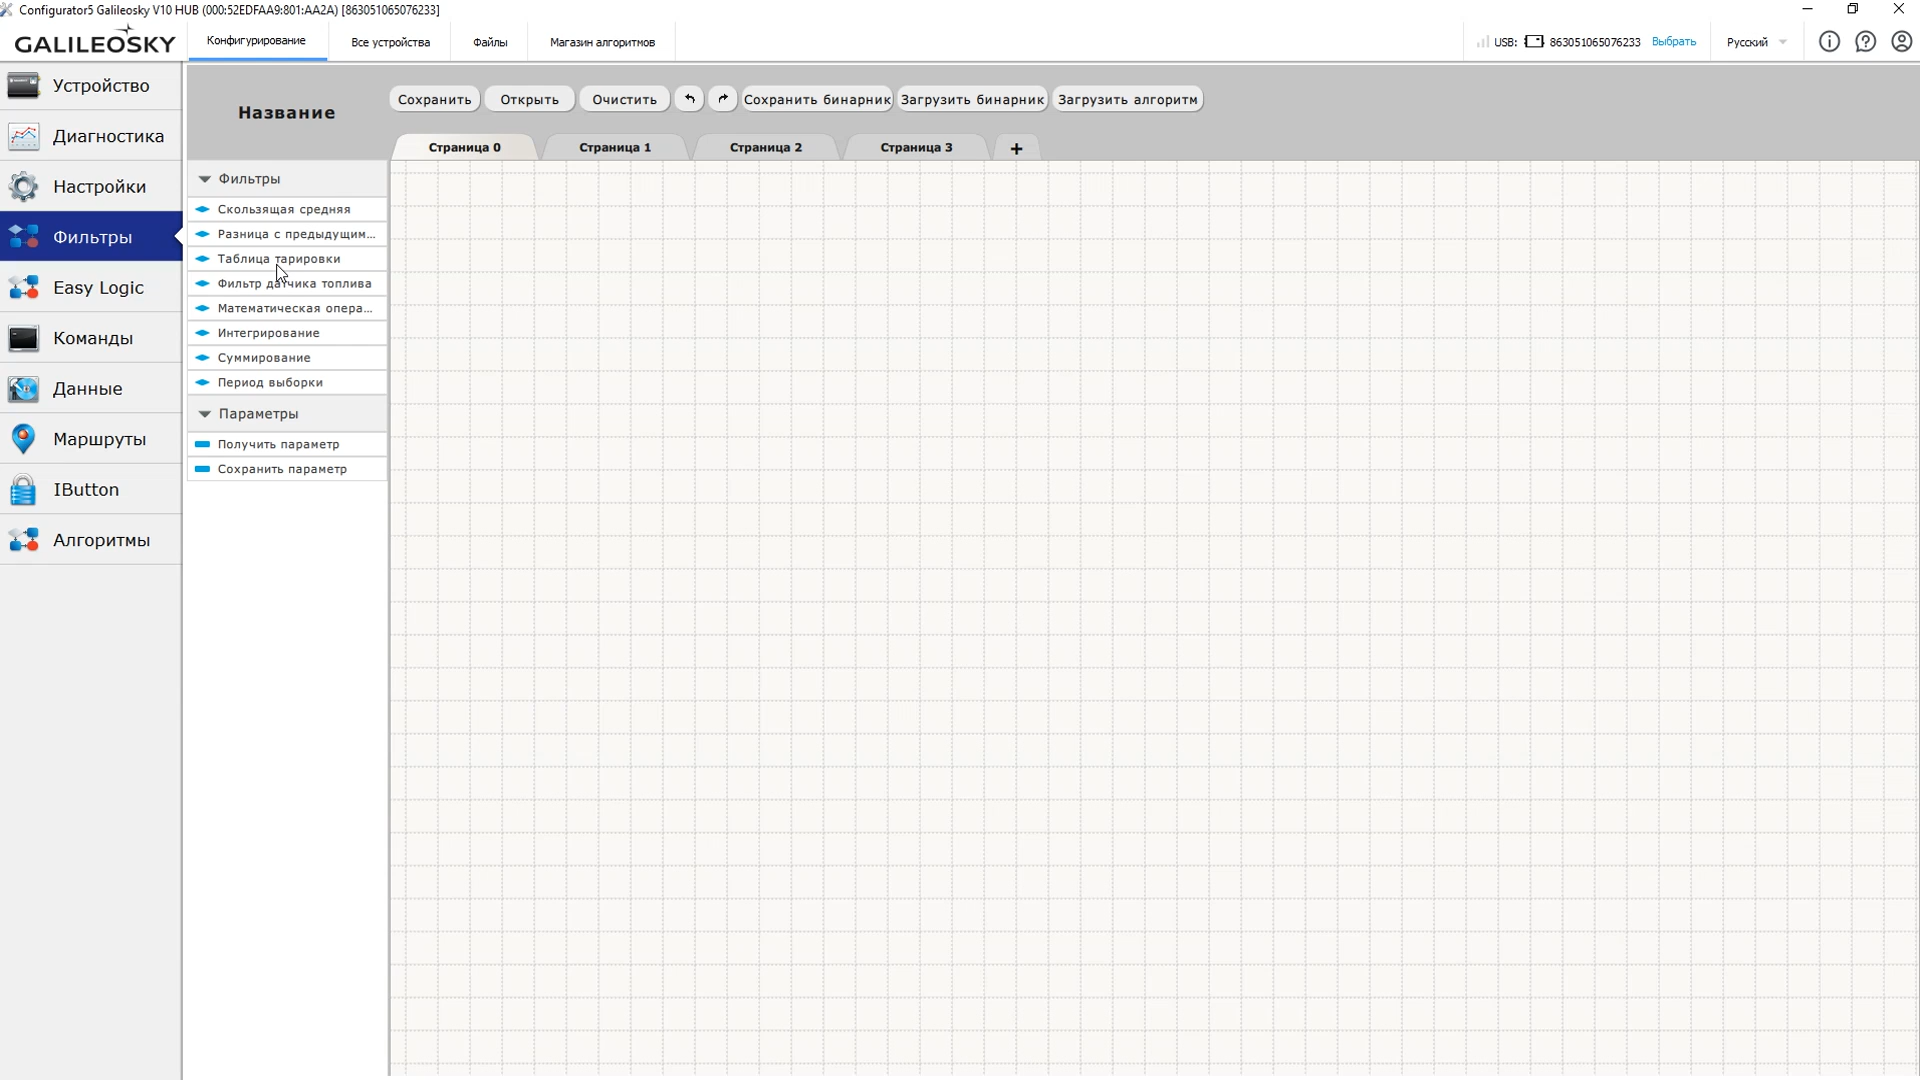 Configurator5 Galileosky V10 HUB (000:52EDFAA9:801:AA2A) [863051065076233]
GALILEOSKY
Конфигурирование
Все устройства
Файлы
Магазин алгоритмов
USB:
863051065076233
Выбрать
Русский
Устройство
Диагностика
Настройки
Фильтры
Easy Logic
Команды
Данные
Маршруты
IButton
Алгоритмы
Название
Сохранить
Открыть
Очистить
Сохранить бинарник
Загрузить бинарник
Загрузить алгоритм
Страница 0
Страница 1
Страница 2
Страница 3
+
Фильтры
Скользящая средняя
Разница с предыдущим...
Таблица тарировки
Фильтр датчика топлива
Математическая опера...
Интегрирование
Суммирование
Период выборки
Параметры
Получить параметр
Сохранить параметр